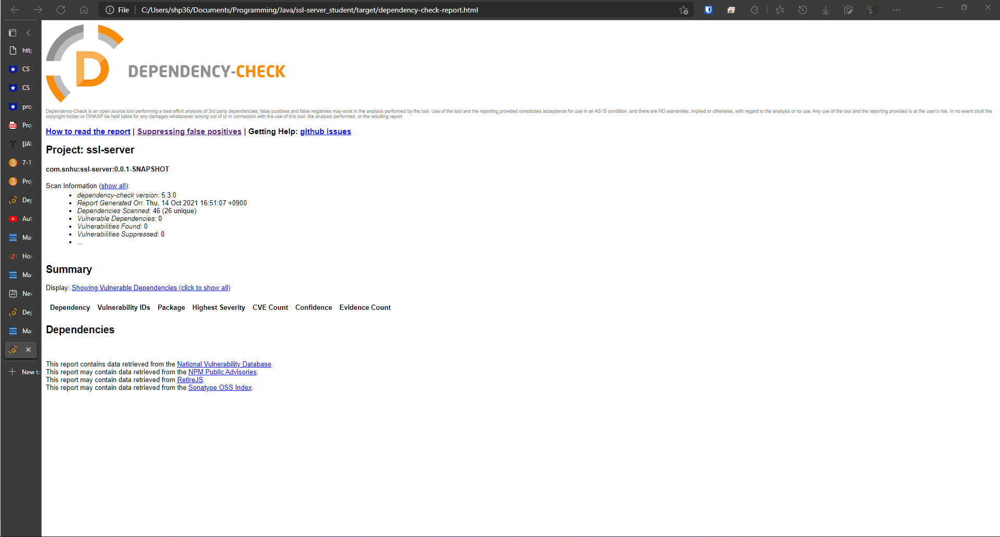 File
C:/Users/shp36/Documents/Programming/Java/ssl-server_student/target/dependency-check-report.html
http
CS
CS
pro
Pro
[JAV
7-1
Pro
Dep
Aut
Ma
Hov
Ma
Nev
Dep
Ma
New ta
DEPENDENCY-CHECK
Dependency-Check is an open source tool performing a best effort analysis of 3rd party dependencies; false positives and false negatives may exist in the analysis performed by the tool. Use of the tool and the reporting provided constitutes acceptance for use in an AS IS condition, and there are NO warranties, implied or otherwise, with regard to the analysis or its use. Any use of the tool and the reporting provided is at the user's risk. In no event shall the
copyright holder or OWASP be held liable for any damages whatsoever arising out of or in connection with the use of this tool, the analysis performed, or the resulting report.
How to read the report | Suppressing false positives | Getting Help: github issues
Project: ssl-server
com.snhu:ssl-server:0.0.1-SNAPSHOT
Scan Information (show all):
• dependency-check version: 5.3.0
• Report Generated On: Thu, 14 Oct 2021 16:51:07 +0900
• Dependencies Scanned: 46 (26 unique)
• Vulnerable Dependencies: 0
• Vulnerabilities Found: 0
• Vulnerabilities Suppressed: 0
• ...
Summary
Display: Showing Vulnerable Dependencies (click to show all)
Dependency Vulnerability IDs Package Highest Severity CVE Count Confidence Evidence Count
Dependencies
This report contains data retrieved from the National Vulnerability Database.
This report may contain data retrieved from the NPM Public Advisories.
This report may contain data retrieved from RetireJS.
This report may contain data retrieved from the Sonatype OSS Index.